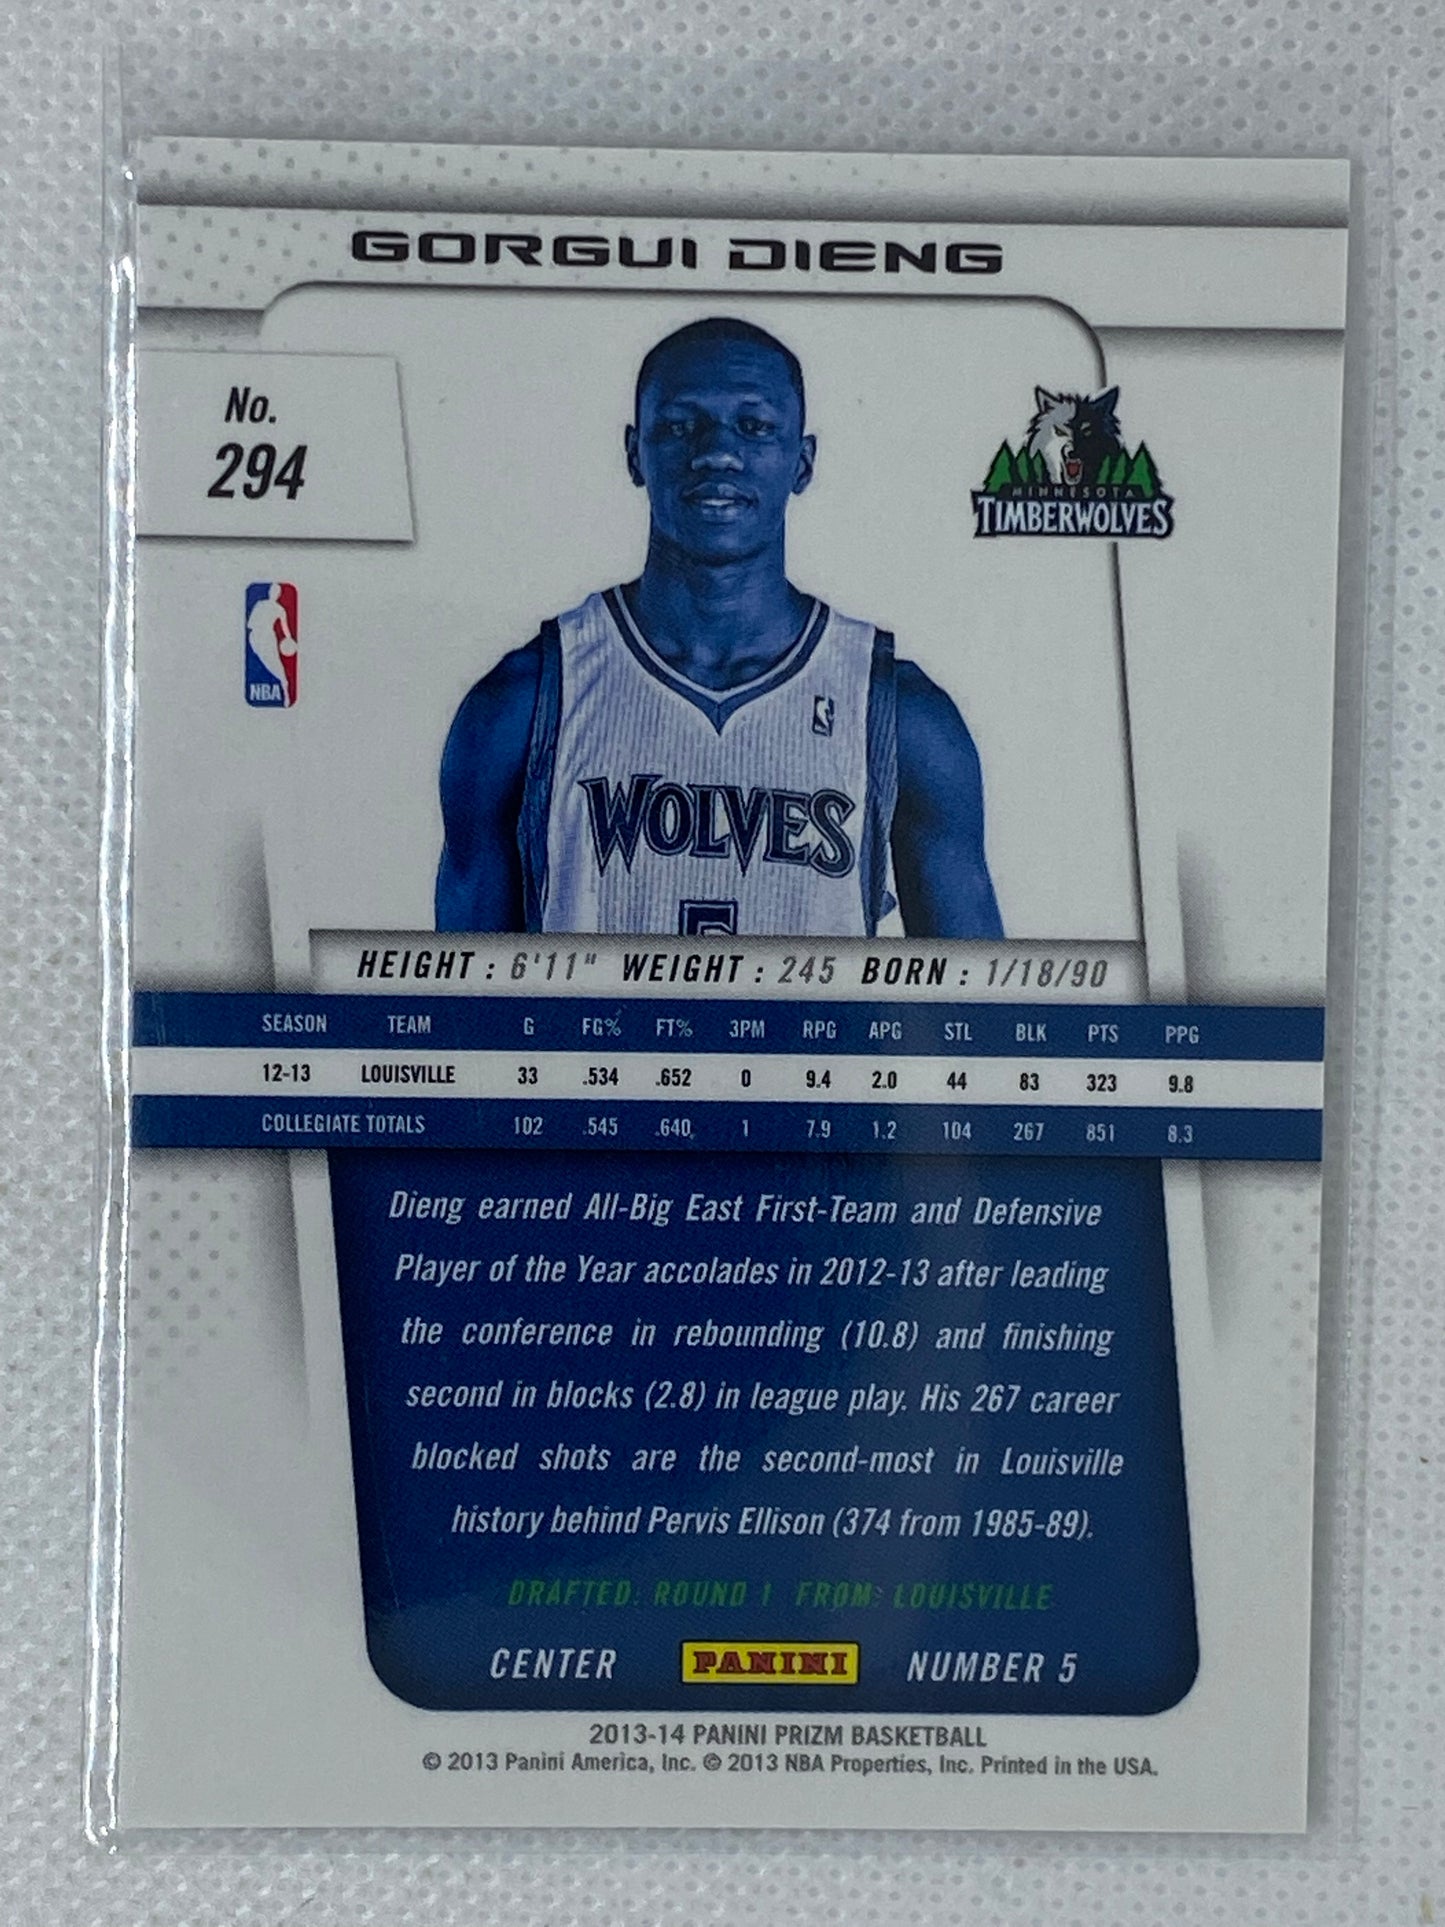 GORGUI DIENG
No.
294
MINNESOTA
TIMBERWOLVES
NBA
WOLVES
5
HEIGHT : 6'11" WEIGHT : 245 BORN : 1/18/90
SEASON TEAM G FG% FT% 3PM RPG APG STL BLK PTS PPG
12-13 LOUISVILLE 33 .534 .652 0 9.4 2.0 44 83 323 9.8
COLLEGIATE TOTALS 102 .545 .640 1 7.9 1.2 104 267 851 8.3
Dieng earned All-Big East First-Team and Defensive
Player of the Year accolades in 2012-13 after leading
the conference in rebounding (10.8) and finishing
second in blocks (2.8) in league play. His 267 career
blocked shots are the second-most in Louisville
history behind Pervis Ellison (374 from 1985-89).
DRAFTED: ROUND 1 FROM: LOUISVILLE
CENTER PANINI NUMBER 5
2013-14 PANINI PRIZM BASKETBALL
© 2013 Panini America, Inc. © 2013 NBA Properties, Inc. Printed in the USA.